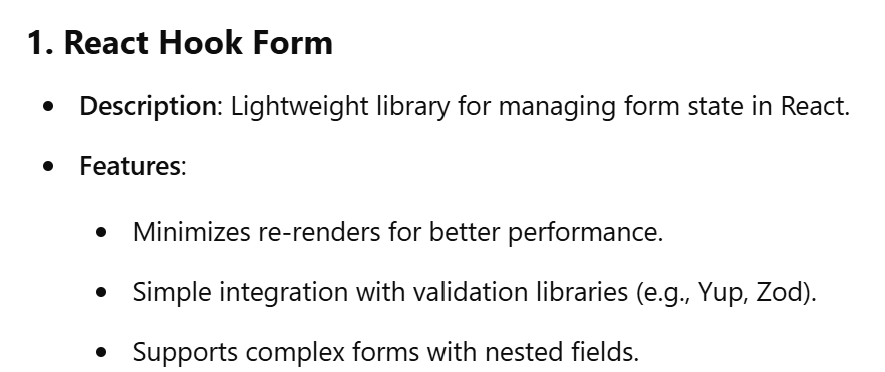 1. React Hook Form
• Description: Lightweight library for managing form state in React.
• Features:
• Minimizes re-renders for better performance.
• Simple integration with validation libraries (e.g., Yup, Zod).
• Supports complex forms with nested fields.